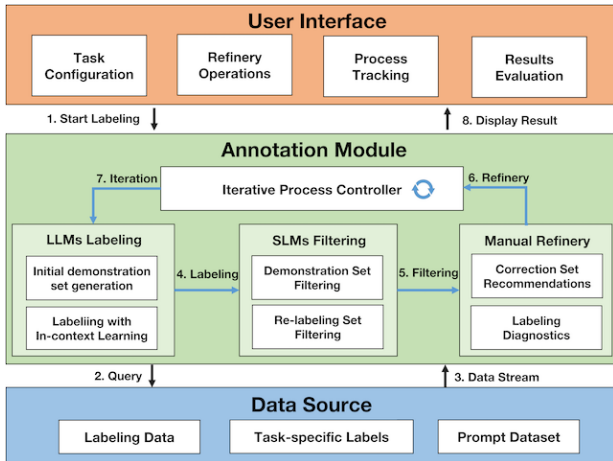 User Interface
Task
Configuration
Refinery
Operations
Process
Tracking
Results
Evaluation
1. Start Labeling
8. Display Result
Annotation Module
7. Iteration
6. Refinery
Iterative Process Controller
LLMs Labeling
SLMs Filtering
Manual Refinery
Initial demonstration
set generation
4. Labeling
Demonstration Set
Filtering
5. Filtering
Correction Set
Recommendations
Labeliing with
In-context Learning
Re-labeling Set
Filtering
Labeling
Diagnostics
2. Query
3. Data Stream
Data Source
Labeling Data
Task-specific Labels
Prompt Dataset